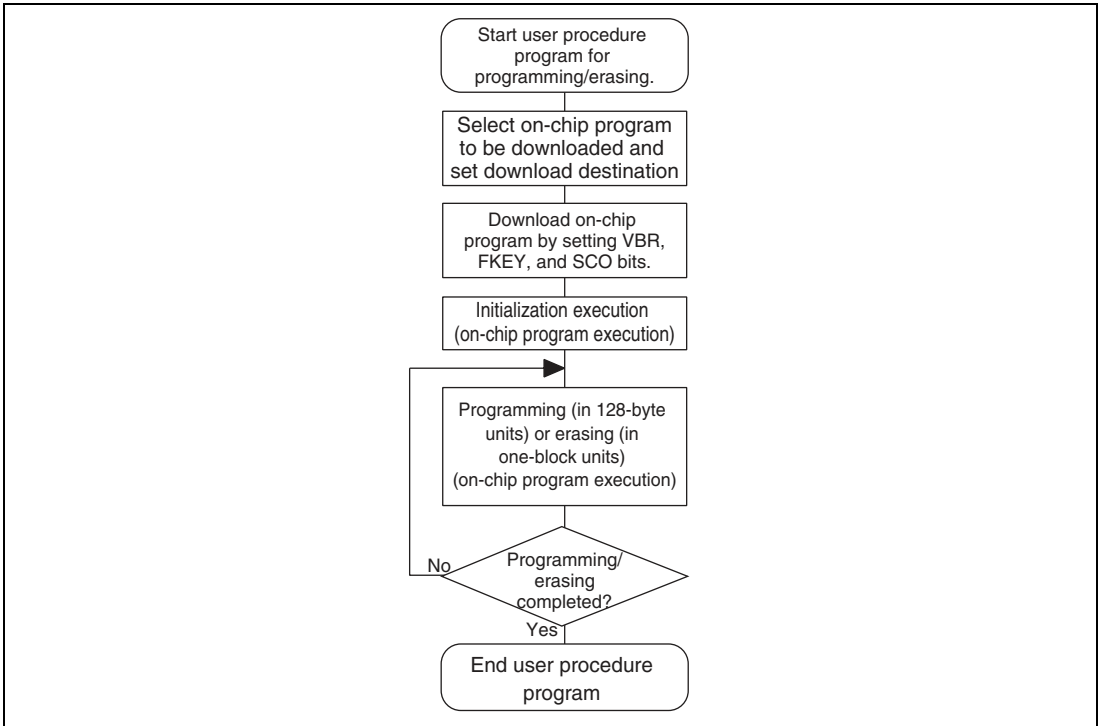 Start user procedure
program for
programming/erasing.
Select on-chip program
to be downloaded and
set download destination
Download on-chip
program by setting VBR,
FKEY, and SCO bits.
Initialization execution
(on-chip program execution)
Programming (in 128-byte
units) or erasing (in
one-block units)
(on-chip program execution)
No
Programming/
erasing
completed?
Yes
End user procedure
program